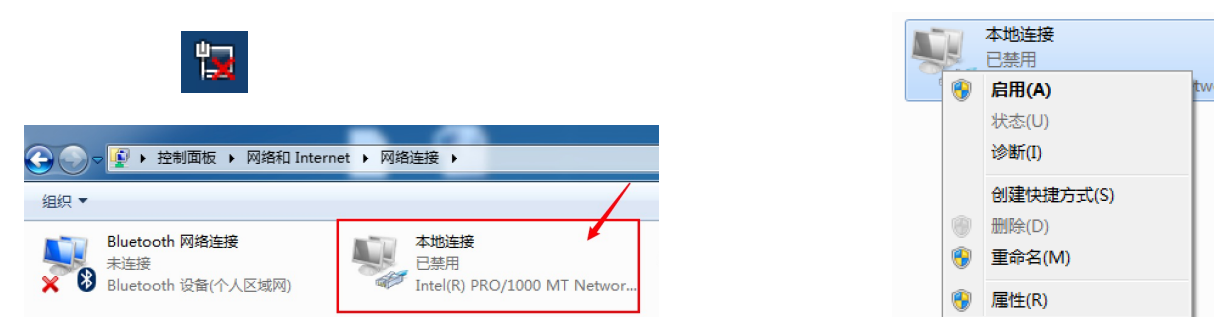 控制面板 ▸ 网络和 Internet ▸ 网络连接 ▸
组织 ▾
Bluetooth 网络连接
未连接
Bluetooth 设备(个人区域网)
本地连接
已禁用
Intel(R) PRO/1000 MT Networ...
本地连接
已禁用
启用(A)
状态(U)
诊断(I)
创建快捷方式(S)
删除(D)
重命名(M)
属性(R)